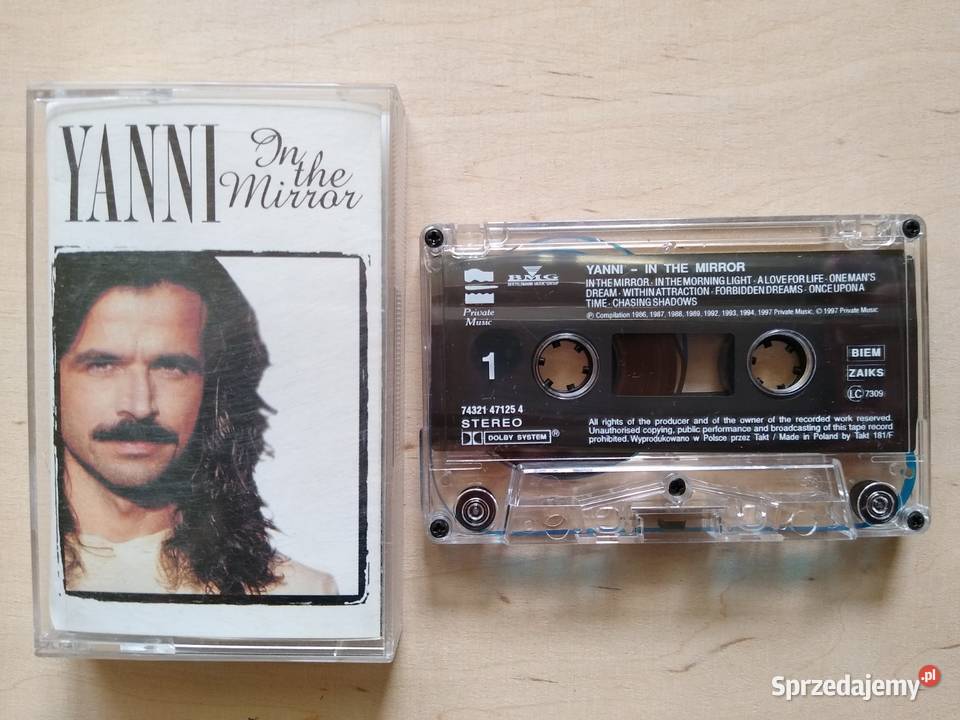 YANNI
In
the
Mirror
Private
Music
BMG
BERTELSMANN MUSIC GROUP
YANNI – IN THE MIRROR
IN THE MIRROR · IN THE MORNING LIGHT · A LOVE FOR LIFE · ONE MAN'S
DREAM · WITHIN ATTRACTION · FORBIDDEN DREAMS · ONCE UPON A
TIME · CHASING SHADOWS
℗ Compilation 1986, 1987, 1988, 1989, 1992, 1993, 1994, 1997 Private Music, © 1997 Private Music
1
BIEM
ZAIKS
LC 7309
74321 47125 4
STEREO
DOLBY SYSTEM ®
All rights of the producer and of the owner of the recorded work reserved.
Unauthorised copying, public performance and broadcasting of this tape record
prohibited. Wyprodukowano w Polsce przez Takt / Made in Poland by Takt 181/F
Sprzedajemy.pl